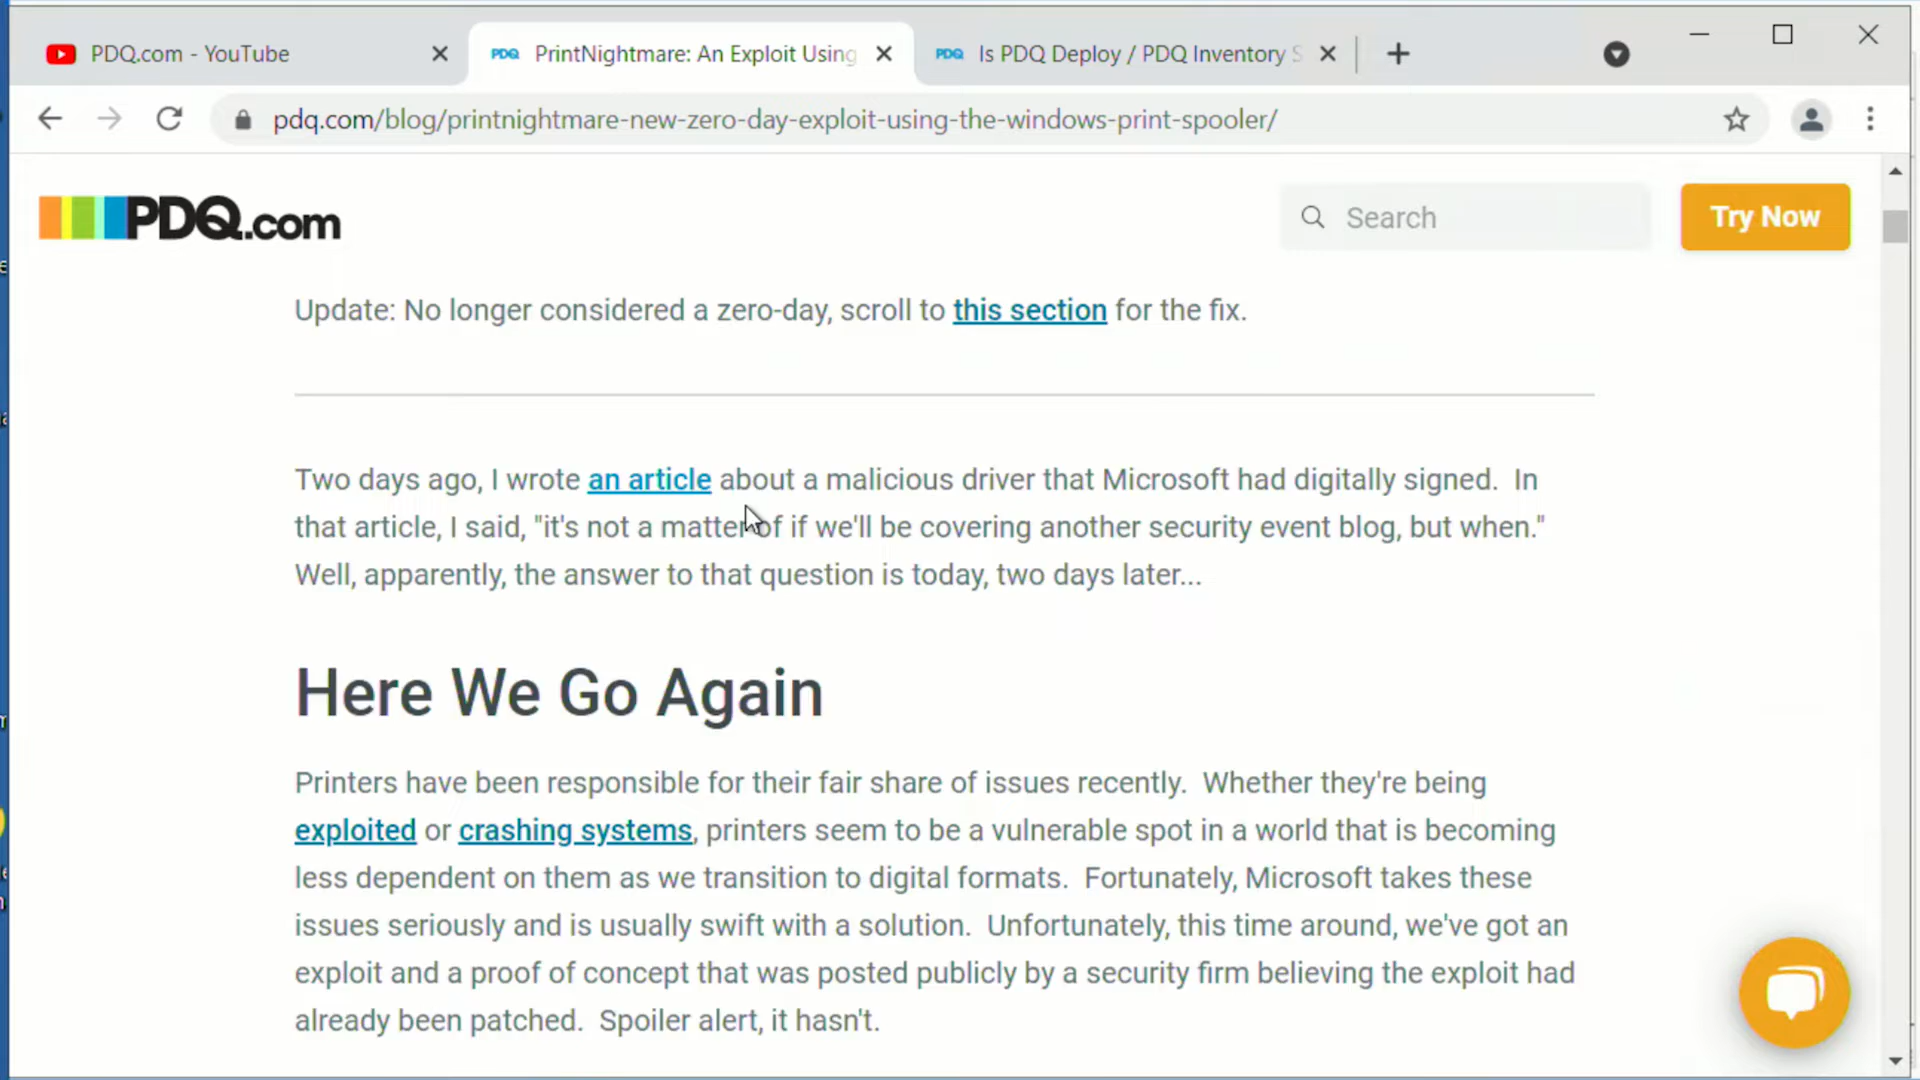 PDQ.com - YouTube
PDQ PrintNightmare: An Exploit Using
PDQ Is PDQ Deploy / PDQ Inventory S
pdq.com/blog/printnightmare-new-zero-day-exploit-using-the-windows-print-spooler/
PDQ.com
Search
Try Now
Update: No longer considered a zero-day, scroll to this section for the fix.
Two days ago, I wrote an article about a malicious driver that Microsoft had digitally signed. In
that article, I said, "it's not a matter of if we'll be covering another security event blog, but when."
Well, apparently, the answer to that question is today, two days later...
Here We Go Again
Printers have been responsible for their fair share of issues recently. Whether they're being
exploited or crashing systems, printers seem to be a vulnerable spot in a world that is becoming
less dependent on them as we transition to digital formats. Fortunately, Microsoft takes these
issues seriously and is usually swift with a solution. Unfortunately, this time around, we've got an
exploit and a proof of concept that was posted publicly by a security firm believing the exploit had
already been patched. Spoiler alert, it hasn't.